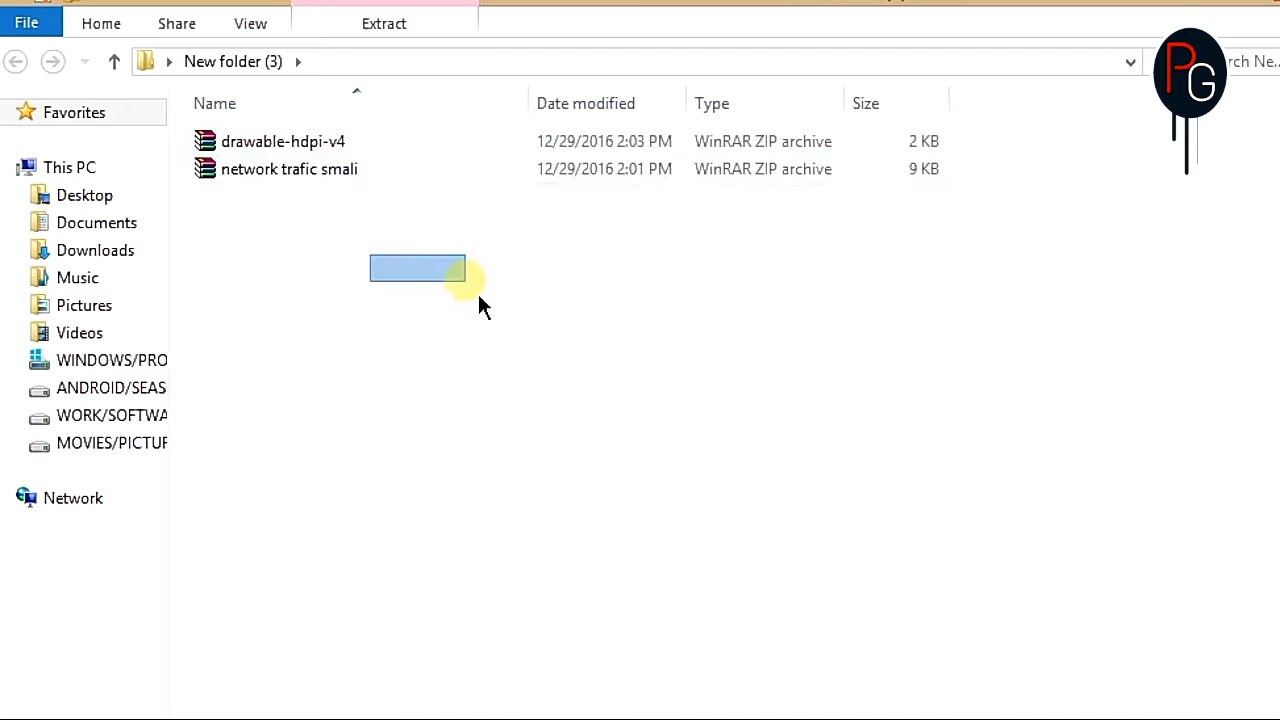 File Home Share View Extract
New folder (3)
PG
rch Ne...
Favorites
Name Date modified Type Size
drawable-hdpi-v4 12/29/2016 2:03 PM WinRAR ZIP archive 2 KB
network trafic smali 12/29/2016 2:01 PM WinRAR ZIP archive 9 KB
This PC
Desktop
Documents
Downloads
Music
Pictures
Videos
WINDOWS/PRO
ANDROID/SEAS
WORK/SOFTWA
MOVIES/PICTUR
Network